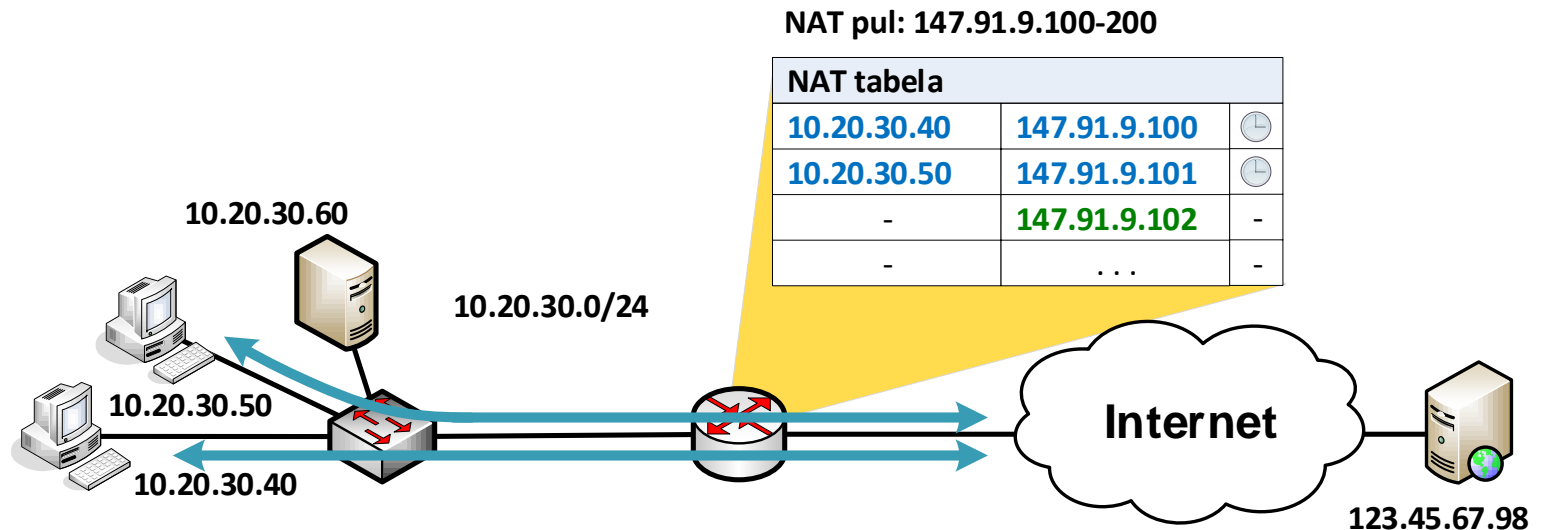 NAT pul: 147.91.9.100-200
NAT tabela
10.20.30.40 147.91.9.100
10.20.30.50 147.91.9.101
- 147.91.9.102 -
- . . . -
10.20.30.60
10.20.30.0/24
10.20.30.50
10.20.30.40
Internet
123.45.67.98